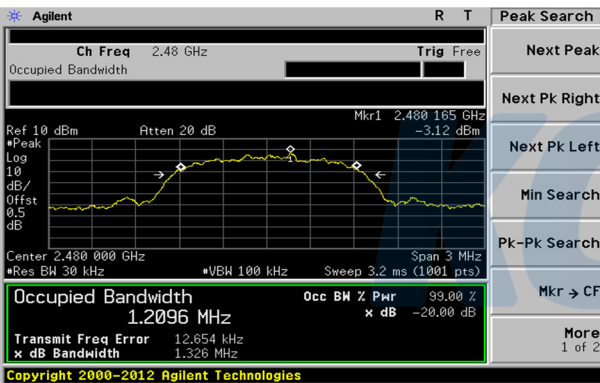 Agilent R T Peak Search
Ch Freq 2.48 GHz Trig Free
Occupied Bandwidth
Next Peak
Next Pk Right
Mkr1 2.480 165 GHz
Ref 10 dBm Atten 20 dB -3.12 dBm
#Peak
Log
10
dB/
Offst
0.5
dB
1
Next Pk Left
Min Search
Pk-Pk Search
Center 2.480 000 GHz Span 3 MHz
#Res BW 30 kHz #VBW 100 kHz Sweep 3.2 ms (1001 pts)
Mkr → CF
Occupied Bandwidth Occ BW % Pwr 99.00 %
1.2096 MHz x dB -20.00 dB
Transmit Freq Error 12.654 kHz
x dB Bandwidth 1.326 MHz
More
1 of 2
Copyright 2000-2012 Agilent Technologies